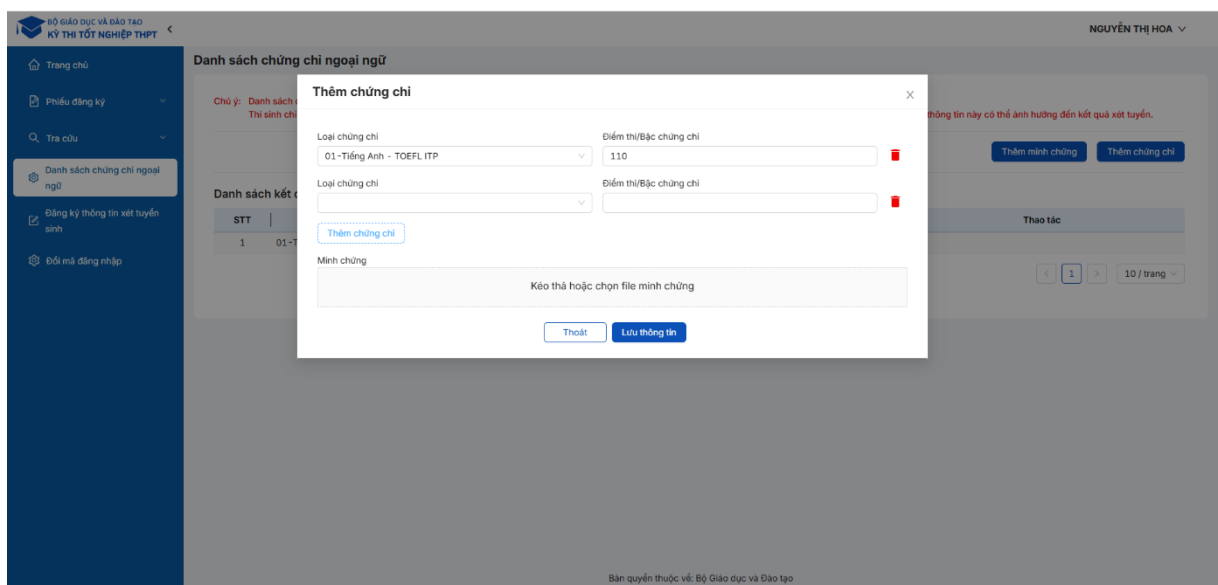 BỘ GIÁO DỤC VÀ ĐÀO TẠO
KỲ THI TỐT NGHIỆP THPT
NGUYỄN THỊ HOA
Trang chủ
Phiếu đăng ký
Tra cứu
Danh sách chứng chỉ ngoại
ngữ
Đăng ký thông tin xét tuyển
sinh
Đổi mã đăng nhập
Danh sách chứng chỉ ngoại ngữ
Chú ý: Danh sách
Thí sinh chỉ
thông tin này có thể ảnh hưởng đến kết quả xét tuyển.
Thêm minh chứng
Thêm chứng chỉ
Danh sách kết
STT
Thao tác
1
01-T
1
10 / trang
Thêm chứng chỉ
Loại chứng chỉ
Điểm thi/Bậc chứng chỉ
01-Tiếng Anh - TOEFL ITP
110
Loại chứng chỉ
Điểm thi/Bậc chứng chỉ
Thêm chứng chỉ
Minh chứng
Kéo thả hoặc chọn file minh chứng
Thoát
Lưu thông tin
Bản quyền thuộc về: Bộ Giáo dục và Đào tạo